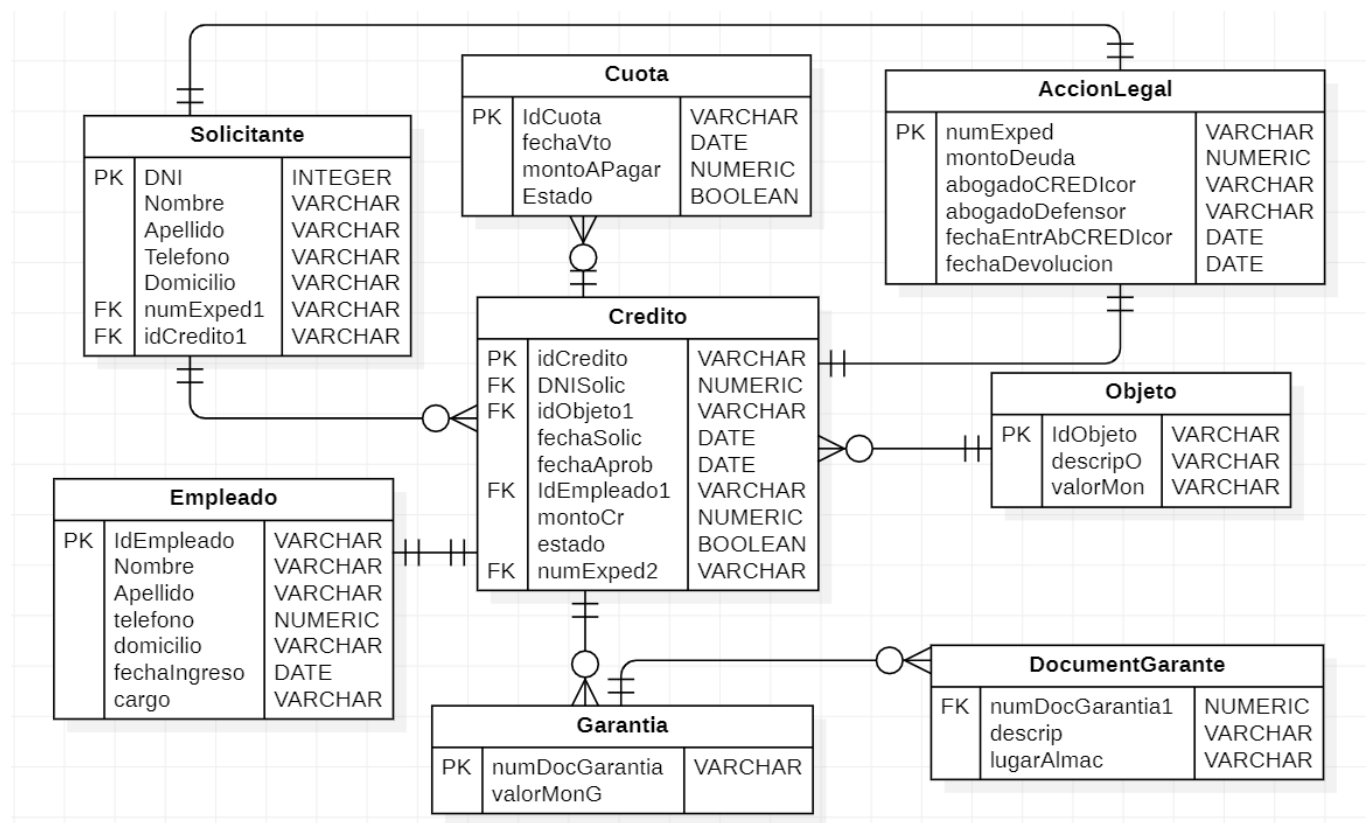 Solicitante
PK DNI INTEGER
Nombre VARCHAR
Apellido VARCHAR
Telefono VARCHAR
Domicilio VARCHAR
FK numExped1 VARCHAR
FK idCredito1 VARCHAR
Cuota
PK IdCuota VARCHAR
fechaVto DATE
montoAPagar NUMERIC
Estado BOOLEAN
AccionLegal
PK numExped VARCHAR
montoDeuda NUMERIC
abogadoCREDIcor VARCHAR
abogadoDefensor VARCHAR
fechaEntrAbCREDIcor DATE
fechaDevolucion DATE
Credito
PK idCredito VARCHAR
FK DNISolic NUMERIC
FK idObjeto1 VARCHAR
fechaSolic DATE
fechaAprob DATE
FK IdEmpleado1 VARCHAR
montoCr NUMERIC
estado BOOLEAN
FK numExped2 VARCHAR
Objeto
PK IdObjeto VARCHAR
descripO VARCHAR
valorMon VARCHAR
Empleado
PK IdEmpleado VARCHAR
Nombre VARCHAR
Apellido VARCHAR
telefono NUMERIC
domicilio VARCHAR
fechaIngreso DATE
cargo VARCHAR
Garantia
PK numDocGarantia VARCHAR
valorMonG
DocumentGarante
FK numDocGarantia1 NUMERIC
descrip VARCHAR
lugarAlmac VARCHAR